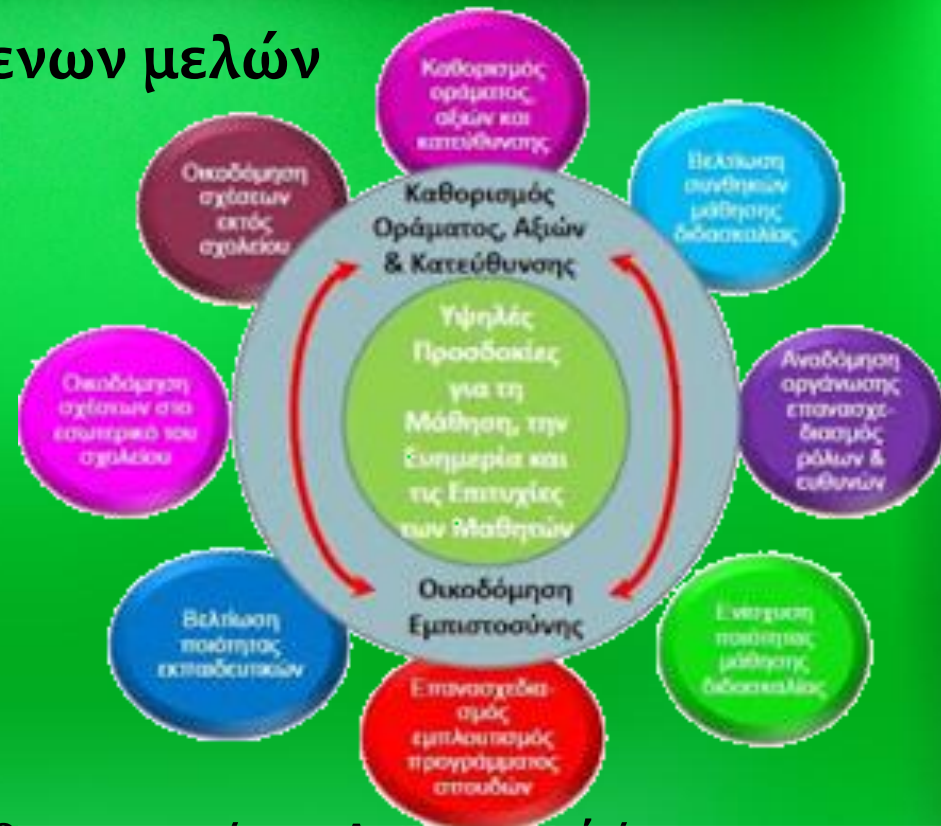 μελών
Καθορισμός
οράματος,
αξιών και
κατεύθυνσης
Βελτίωση
συνθηκών
μάθησης
διδασκαλίας
Αναδόμηση
οργάνωσης
επανασχε-
διασμός
ρόλων &
ευθυνών
Ενίσχυση
ποιότητας
μάθησης
διδασκαλίας
Επανασχεδια-
σμός
εμπλουτισμός
προγράμματος
σπουδών
Βελτίωση
ποιότητας
εκπαιδευτικών
Οικοδόμηση
σχέσεων στο
εσωτερικό του
σχολείου
Οικοδόμηση
σχέσεων
εκτός
σχολείου
Καθορισμός
Οράματος, Αξιών
& Κατεύθυνσης
Υψηλές
Προσδοκίες
για τη
Μάθηση, την
Ευημερία και
τις Επιτυχίες
των Μαθητών
Οικοδόμηση
Εμπιστοσύνης